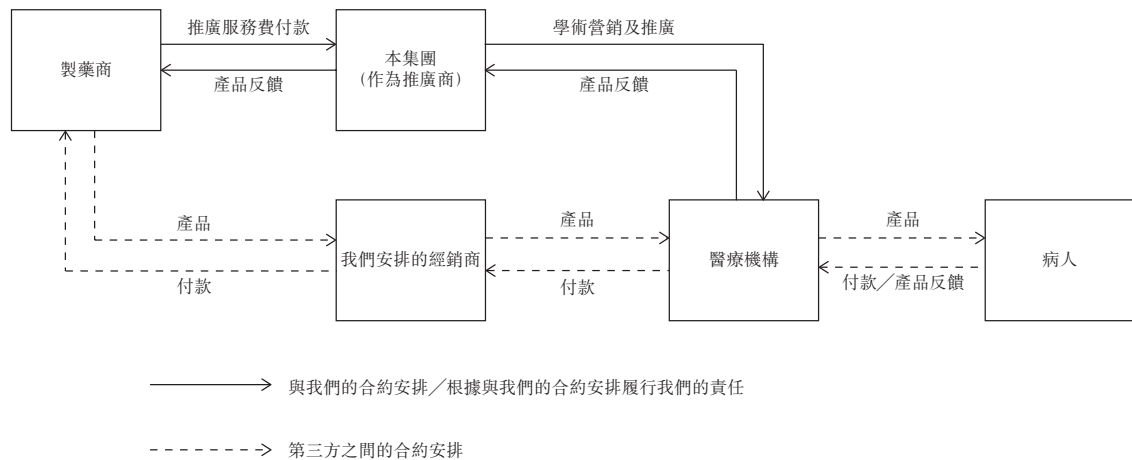 推廣服務費付款
學術營銷及推廣
製藥商
本集團
(作為推廣商)
產品反饋
產品反饋
產品
產品
產品
我們安排的經銷商
醫療機構
病人
付款
付款
付款／產品反饋
與我們的合約安排／根據與我們的合約安排履行我們的責任
第三方之間的合約安排